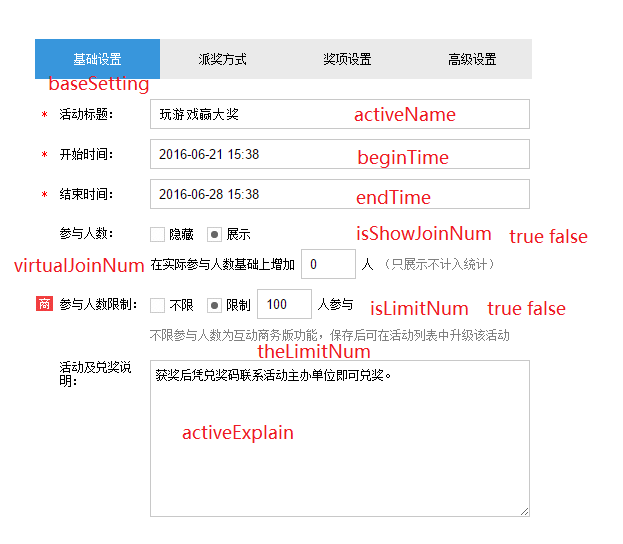 基础设置 派奖方式 奖项设置 高级设置
baseSetting
* 活动标题： 玩游戏赢大奖 activeName
* 开始时间： 2016-06-21 15:38 beginTime
* 结束时间： 2016-06-28 15:38 endTime
参与人数： 隐藏 展示 isShowJoinNum true false
virtualJoinNum 在实际参与人数基础上增加 0 人 （只展示不计入统计）
商 参与人数限制： 不限 限制 100 人参与 isLimitNum true false
不限参与人数为互动商务版功能，保存后可在活动列表中升级该活动
theLimitNum
活动及兑奖说
明：
获奖后凭兑奖码联系活动主办单位即可兑奖。
activeExplain